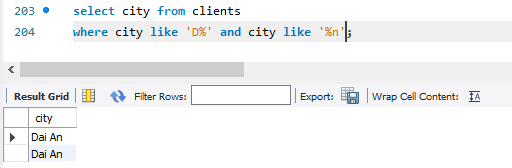 203 select city from clients
204 where city like 'D%' and city like '%n';
Result Grid Filter Rows: Export: Wrap Cell Content:
city
Dai An
Dai An